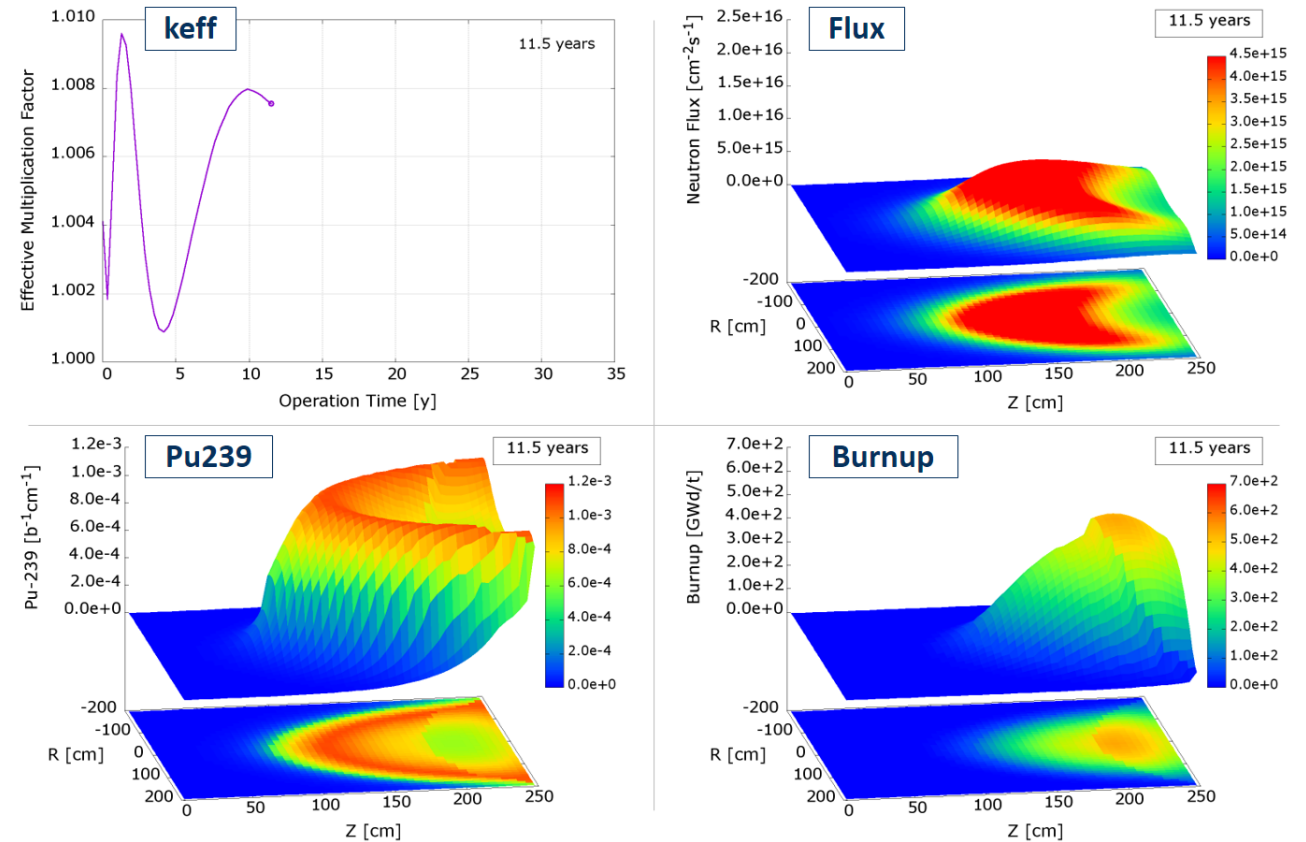 keff
11.5 years
Effective Multiplication Factor
1.010
1.008
1.006
1.004
1.002
1.000
0 5 10 15 20 25 30 35
Operation Time [y]
Flux
11.5 years
Neutron Flux [cm-2s-1]
2.5e+16
2.0e+16
1.5e+16
1.0e+16
5.0e+15
0.0e+0
4.5e+15
3.5e+15
3.5e+15
2.5e+15
2.0e+15
1.5e+15
1.0e+15
5.0e+14
0.0e+0
-200
-100
0
100
200
R [cm]
0 50 100 150 200 250
Z [cm]
Pu239
11.5 years
Pu-239 [b-1cm-1]
1.2e-3
1.0e-3
8.0e-4
6.0e-4
4.0e-4
2.0e-4
0.0e+0
1.2e-3
1.0e-3
8.0e-4
6.0e-4
4.0e-4
2.0e-4
0.0e+0
-200
-100
0
100
200
R [cm]
0 50 100 150 200 250
Z [cm]
Burnup
11.5 years
Burnup [GWd/t]
7.0e+2
6.0e+2
5.0e+2
4.0e+2
3.0e+2
2.0e+2
1.0e+2
0.0e+0
7.0e+2
6.0e+2
5.0e+2
4.0e+2
3.0e+2
2.0e+2
1.0e+2
0.0e+0
-200
-100
0
100
200
R [cm]
0 50 100 150 200 250
Z [cm]